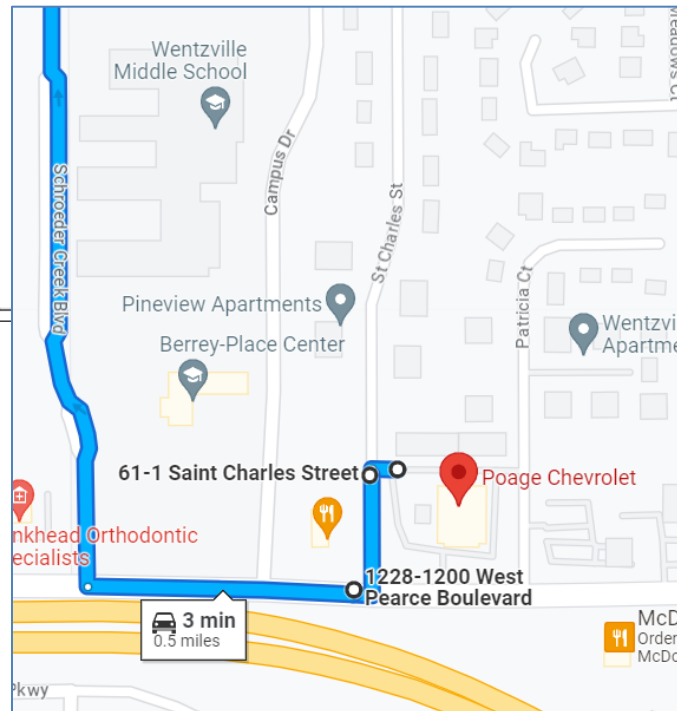 Wentzville
Middle School
Campus Dr
St Charles St
Schroeder Creek Blvd
Pineview Apartments
Berrey-Place Center
Patricia Ct
Wentzvi
Apartme
61-1 Saint Charles Street
Poage Chevrolet
nkhead Orthodontic
ecialists
1228-1200 West
Pearce Boulevard
3 min
0.5 miles
McD
Order
McDo
Pkwy